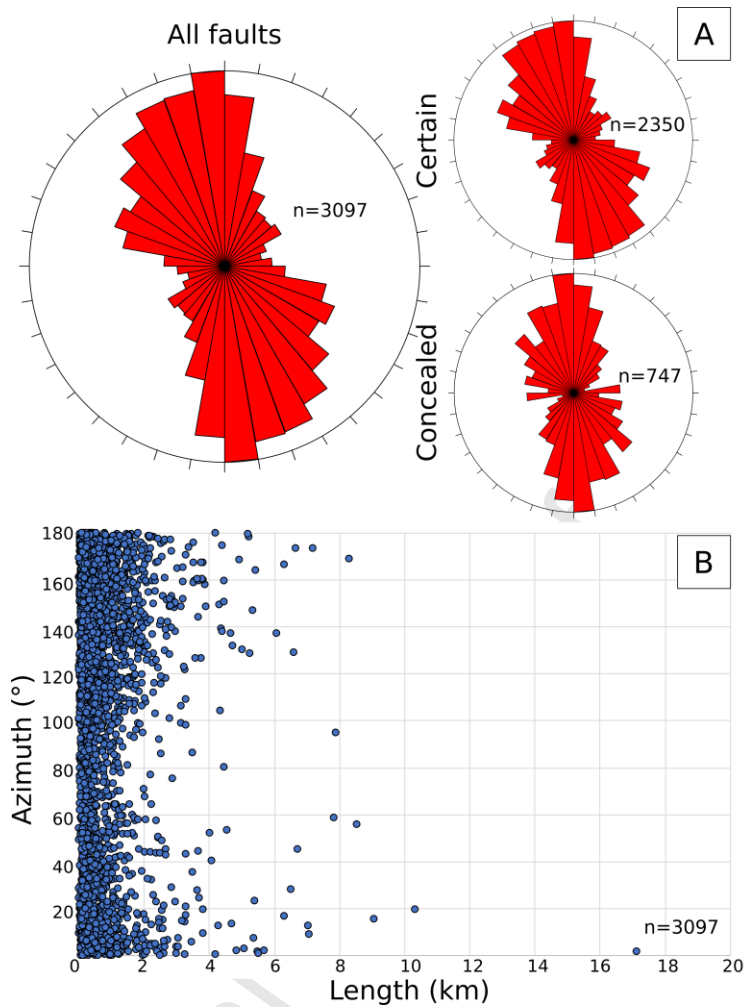 All faults
A
n=3097
Certain
n=2350
Concealed
n=747
B
Azimuth (°)
180
160
140
120
100
80
60
40
20
n=3097
0 2 4 6 8 10 12 14 16 18 20
Length (km)